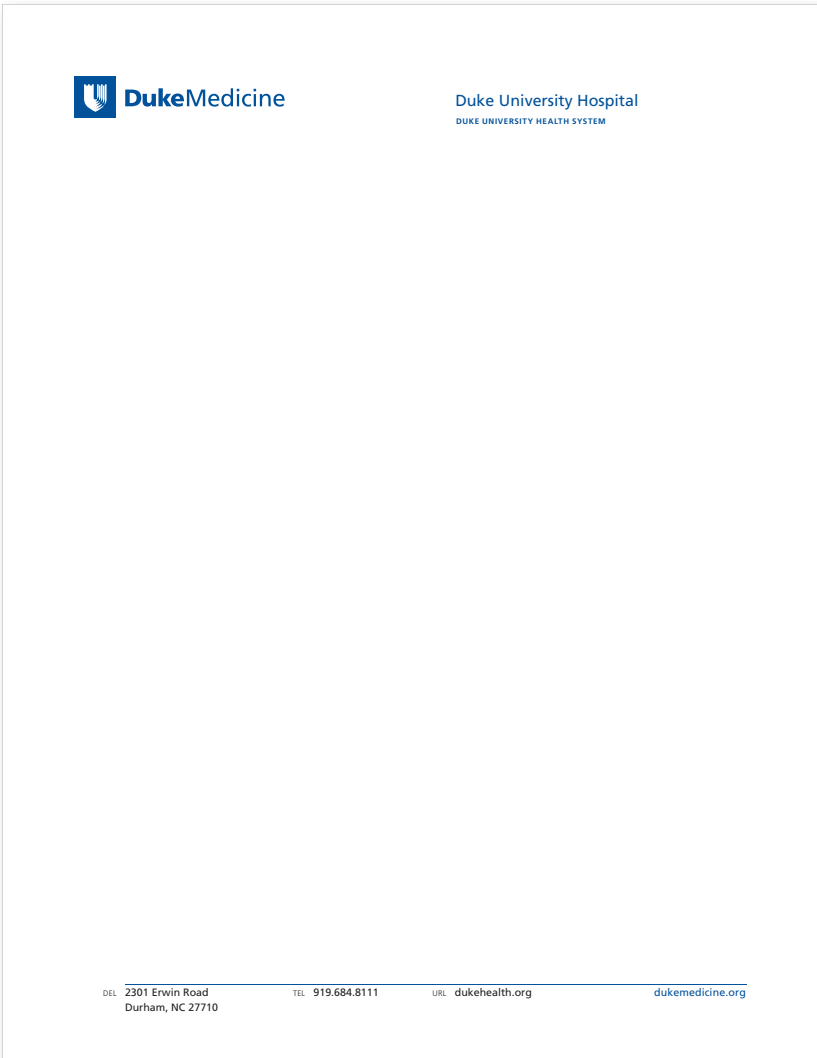 DukeMedicine
Duke University Hospital
DUKE UNIVERSITY HEALTH SYSTEM
DEL 2301 Erwin Road TEL 919.684.8111 URL dukehealth.org dukemedicine.org
Durham, NC 27710